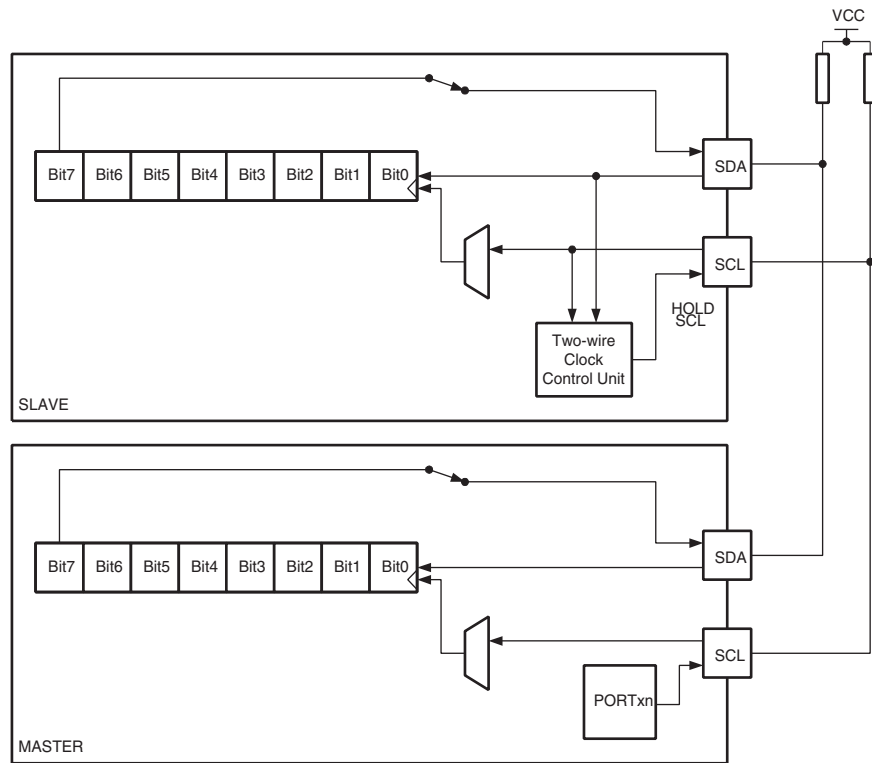 VCC
Bit7 Bit6 Bit5 Bit4 Bit3 Bit2 Bit1 Bit0
SDA
SCL
HOLD
SCL
Two-wire
Clock
Control Unit
SLAVE
Bit7 Bit6 Bit5 Bit4 Bit3 Bit2 Bit1 Bit0
SDA
SCL
PORTxn
MASTER